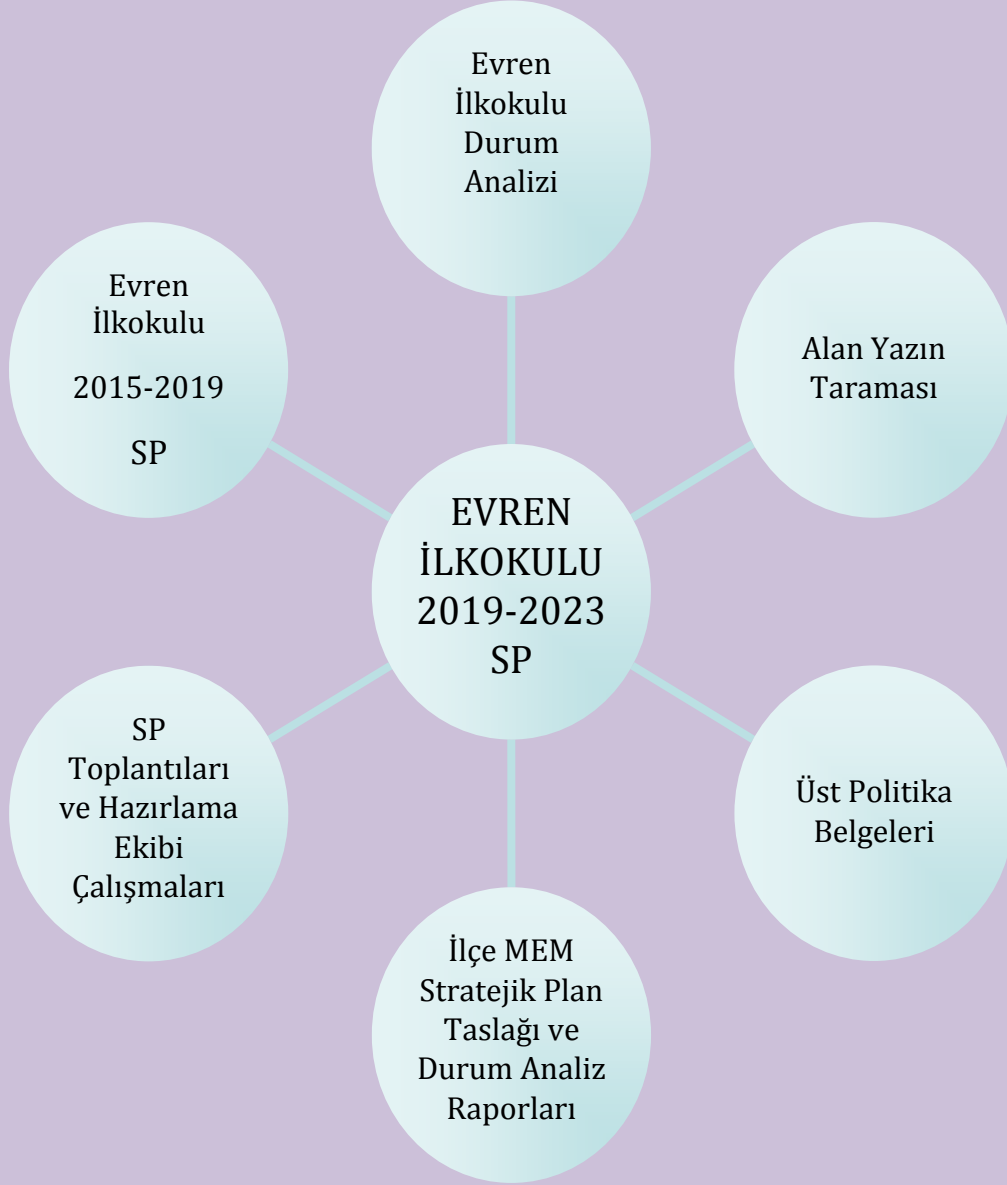 Evren
İlkokulu
Durum
Analizi
Evren
İlkokulu
2015-2019
SP
Alan Yazın
Taraması
EVREN
İLKOKULU
2019-2023
SP
SP
Toplantıları
ve Hazırlama
Ekibi
Çalışmaları
Üst Politika
Belgeleri
İlçe MEM
Stratejik Plan
Taslağı ve
Durum Analiz
Raporları